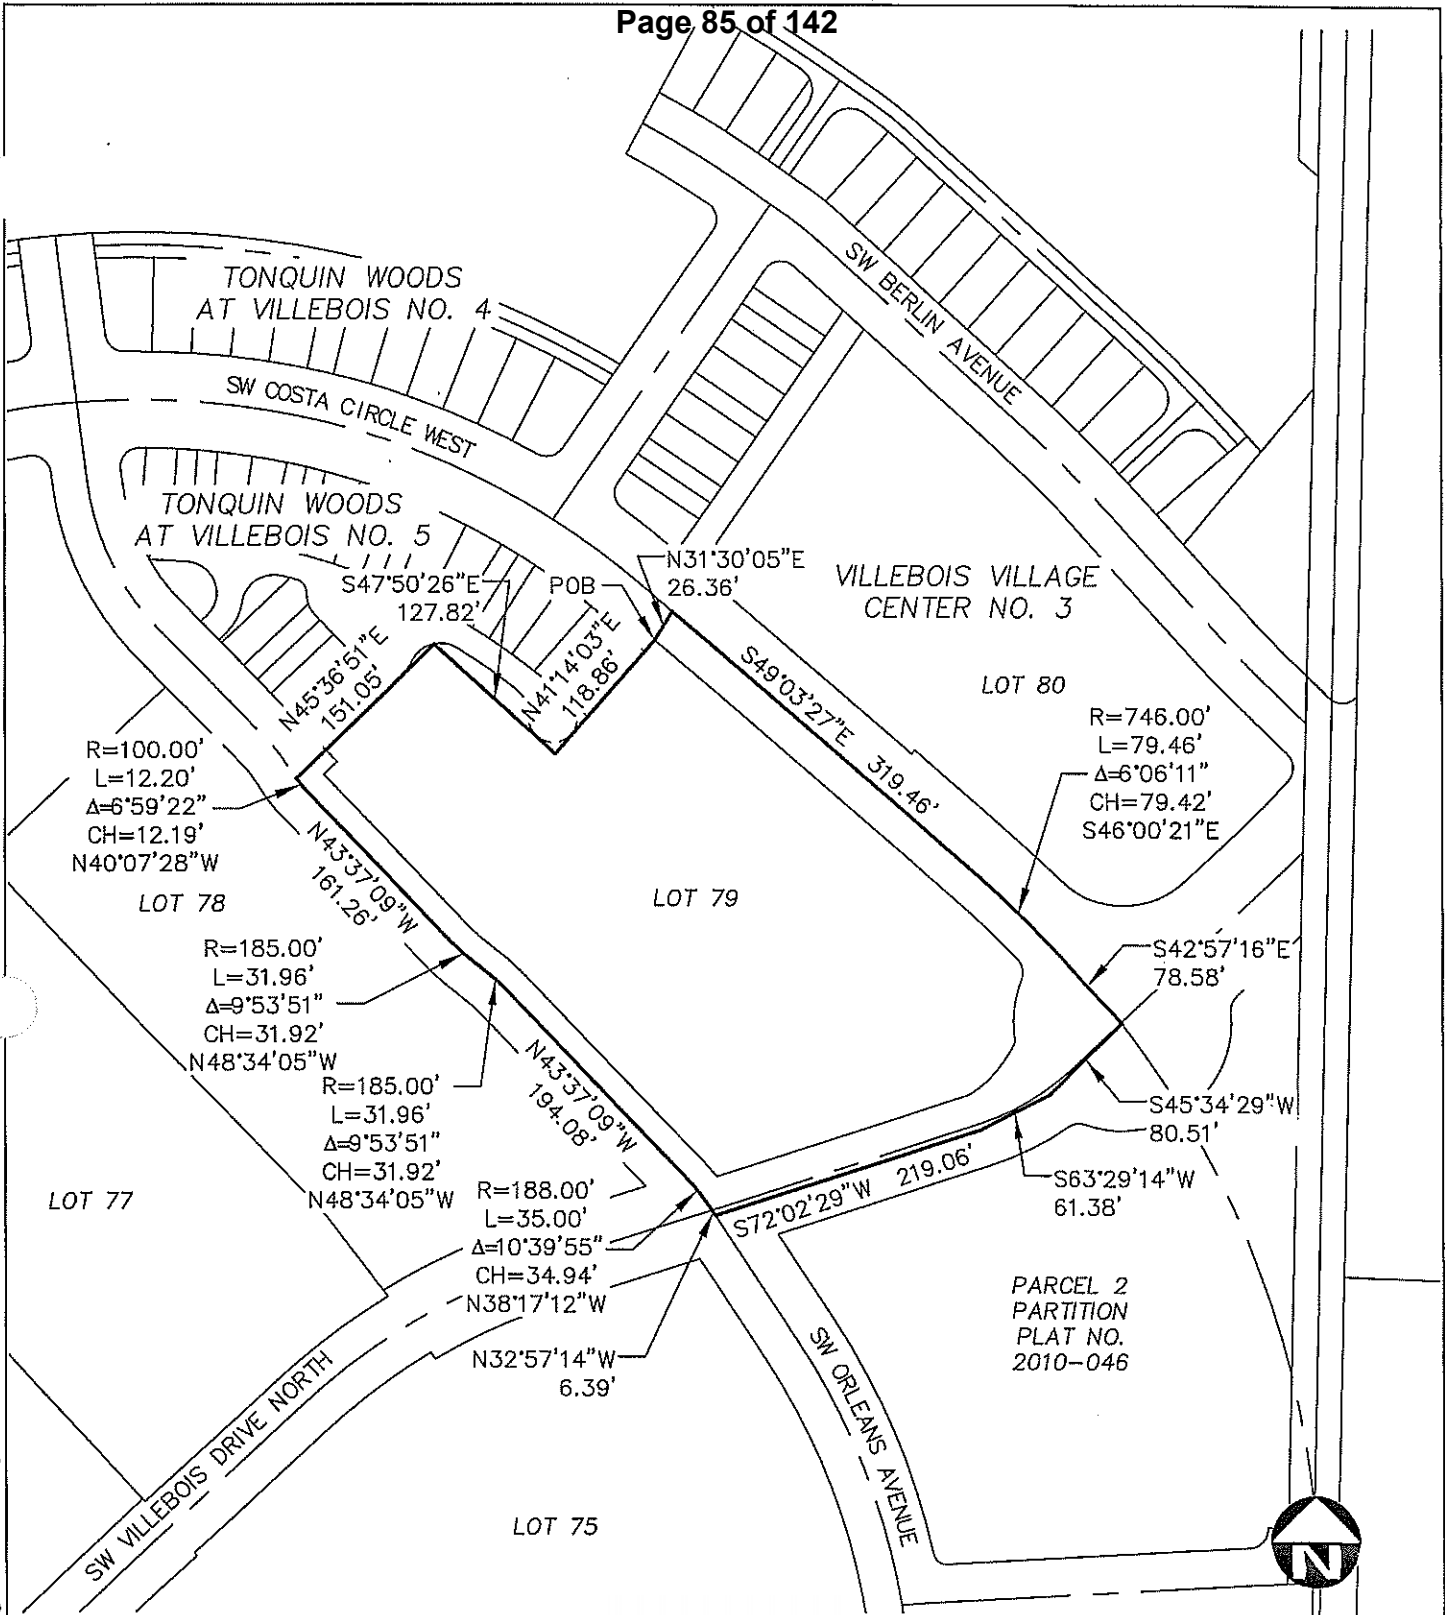 Page 85 of 142
TONQUIN WOODS
AT VILLEBOIS NO. 4
SW BERLIN AVENUE
SW COSTA CIRCLE WEST
TONQUIN WOODS
AT VILLEBOIS NO. 5
S47°50'26"E
127.82'
POB
N31°30'05"E
26.36'
VILLEBOIS VILLAGE
CENTER NO. 3
N45°36'51"E
151.05'
N41°14'03"E
118.86'
S49°03'27"E 319.46'
LOT 80
R=746.00'
L=79.46'
Δ=6°06'11"
CH=79.42'
S46°00'21"E
R=100.00'
L=12.20'
Δ=6°59'22"
CH=12.19'
N40°07'28"W
N43°37'09"W
161.26'
LOT 78
LOT 79
R=185.00'
L=31.96'
Δ=9°53'51"
CH=31.92'
N48°34'05"W
S42°57'16"E
78.58'
R=185.00'
L=31.96'
Δ=9°53'51"
CH=31.92'
N48°34'05"W
N43°37'09"W
194.08'
S45°34'29"W
80.51'
S63°29'14"W
61.38'
S72°02'29"W 219.06'
LOT 77
R=188.00'
L=35.00'
Δ=10°39'55"
CH=34.94'
N38°17'12"W
N32°57'14"W
6.39'
PARCEL 2
PARTITION
PLAT NO.
2010-046
SW ORLEANS AVENUE
SW VILLEBOIS DRIVE NORTH
LOT 75
N